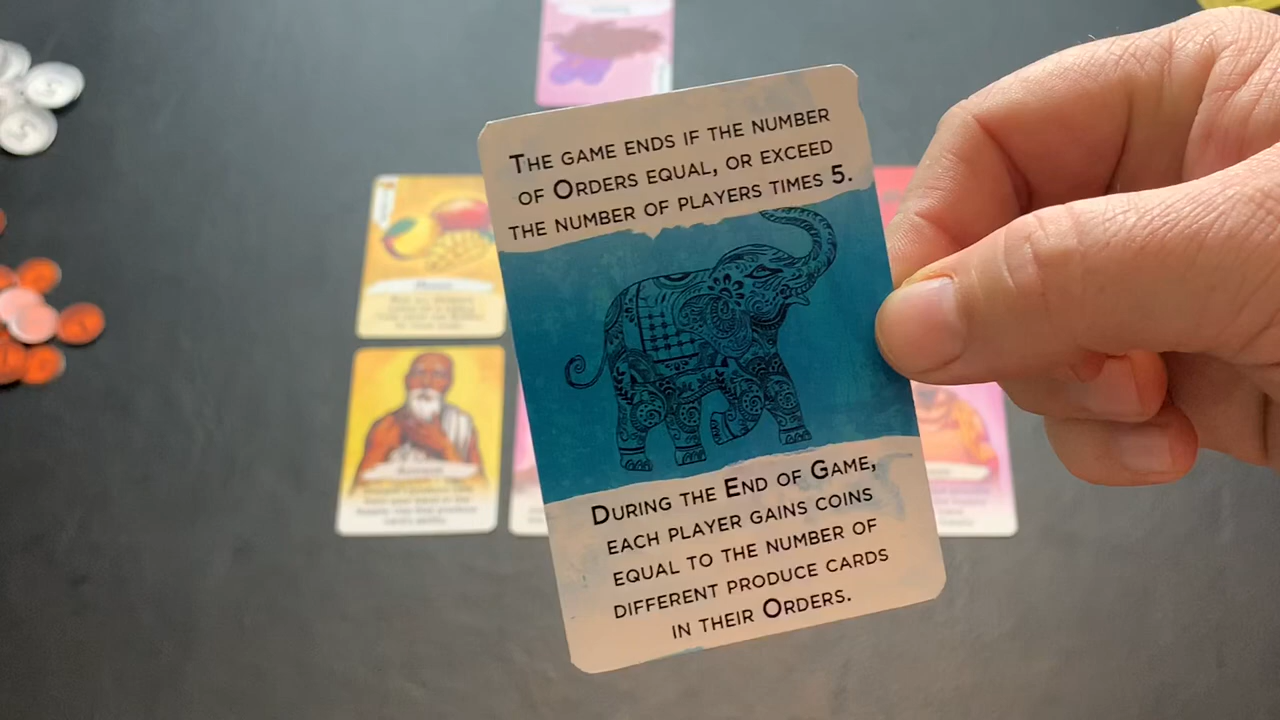 The game ends if the number
of Orders equal, or exceed
the number of players times 5.
During the End of Game,
each player gains coins
equal to the number of
different produce cards
in their Orders.